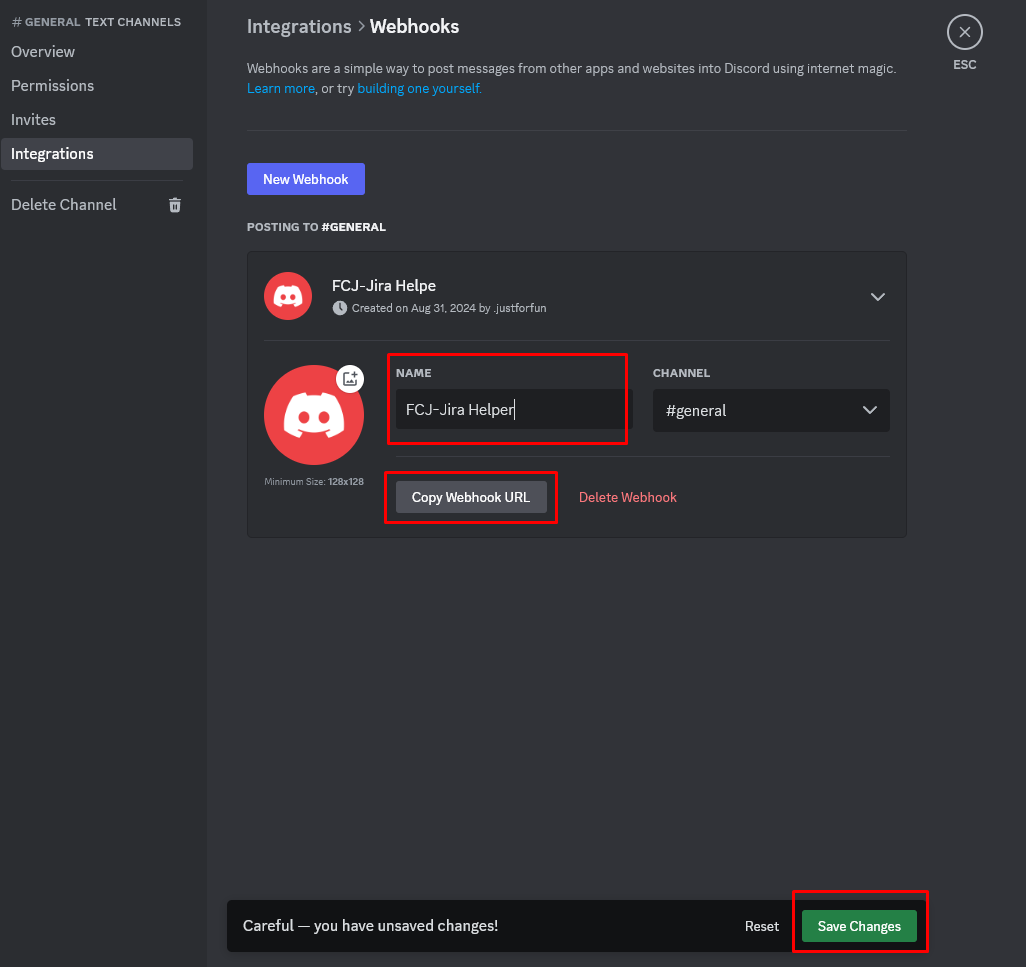 # GENERAL TEXT CHANNELS
Overview
Permissions
Invites
Integrations
Delete Channel
Integrations > Webhooks
ESC
Webhooks are a simple way to post messages from other apps and websites into Discord using internet magic.
Learn more, or try building one yourself.
New Webhook
POSTING TO #GENERAL
FCJ-Jira Helpe
Created on Aug 31, 2024 by .justforfun
NAME
FCJ-Jira Helper
CHANNEL
#general
Minimum Size: 128x128
Copy Webhook URL
Delete Webhook
Careful — you have unsaved changes!
Reset
Save Changes